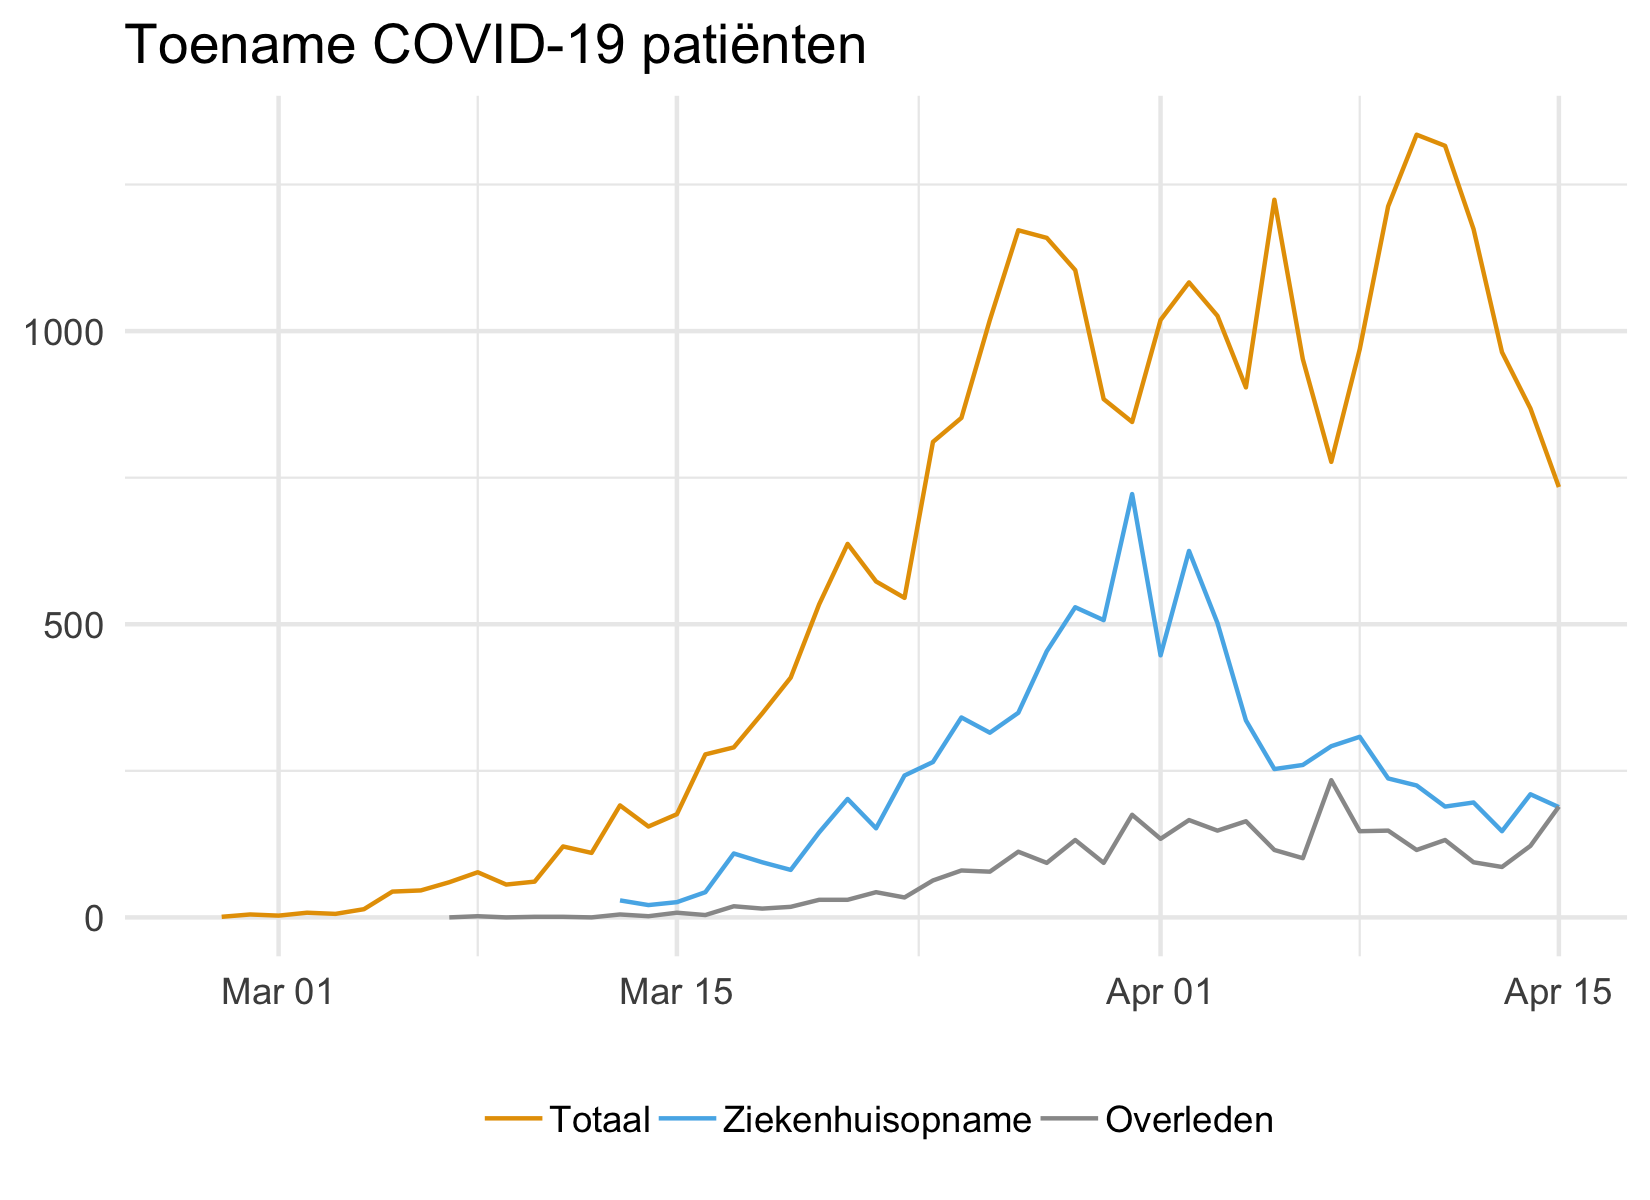 Toename COVID-19 patiënten
1000
500
0
Mar 01 Mar 15 Apr 01 Apr 15
Totaal Ziekenhuisopname Overleden